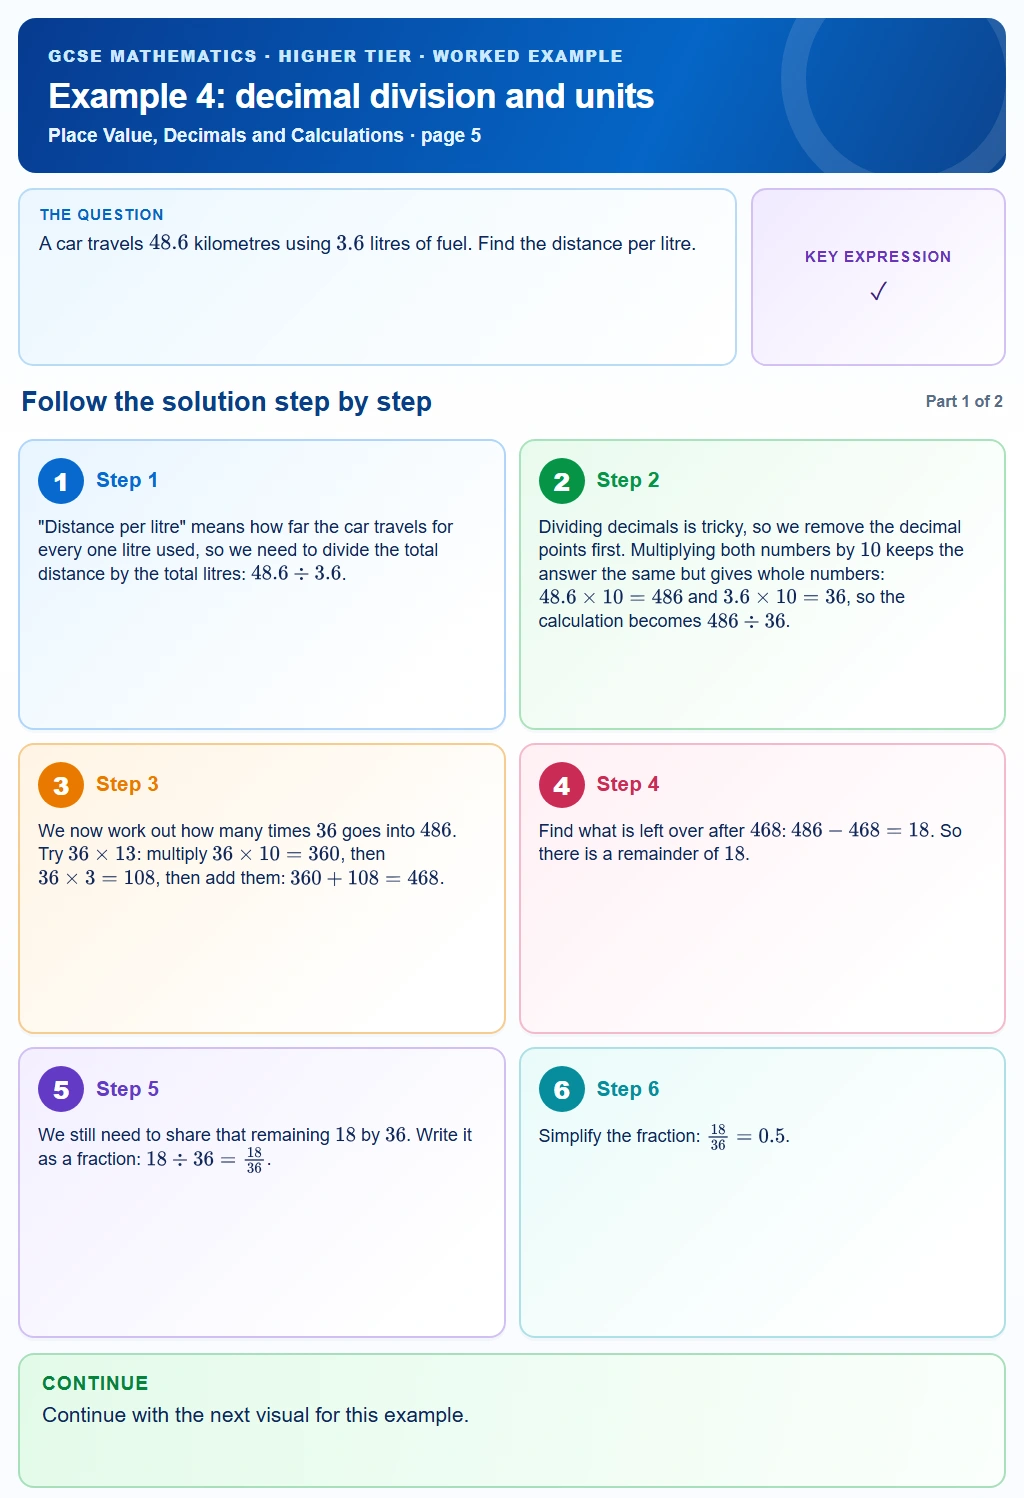 GCSE MATHEMATICS · HIGHER TIER · WORKED EXAMPLE
Example 4: decimal division and units
Place Value, Decimals and Calculations · page 5
THE QUESTION
A car travels 48.6 kilometres using 3.6 litres of fuel. Find the distance per litre.
KEY EXPRESSION
✓
Follow the solution step by step
Part 1 of 2
1 Step 1
"Distance per litre" means how far the car travels for
every one litre used, so we need to divide the total
distance by the total litres: 48.6 ÷ 3.6.
2 Step 2
Dividing decimals is tricky, so we remove the decimal
points first. Multiplying both numbers by 10 keeps the
answer the same but gives whole numbers:
48.6 × 10 = 486 and 3.6 × 10 = 36, so the
calculation becomes 486 ÷ 36.
3 Step 3
We now work out how many times 36 goes into 486.
Try 36 × 13: multiply 36 × 10 = 360, then
36 × 3 = 108, then add them: 360 + 108 = 468.
4 Step 4
Find what is left over after 468: 486 − 468 = 18. So
there is a remainder of 18.
5 Step 5
We still need to share that remaining 18 by 36. Write it
as a fraction: 18 ÷ 36 = 18/36.
6 Step 6
Simplify the fraction: 18/36 = 0.5.
CONTINUE
Continue with the next visual for this example.